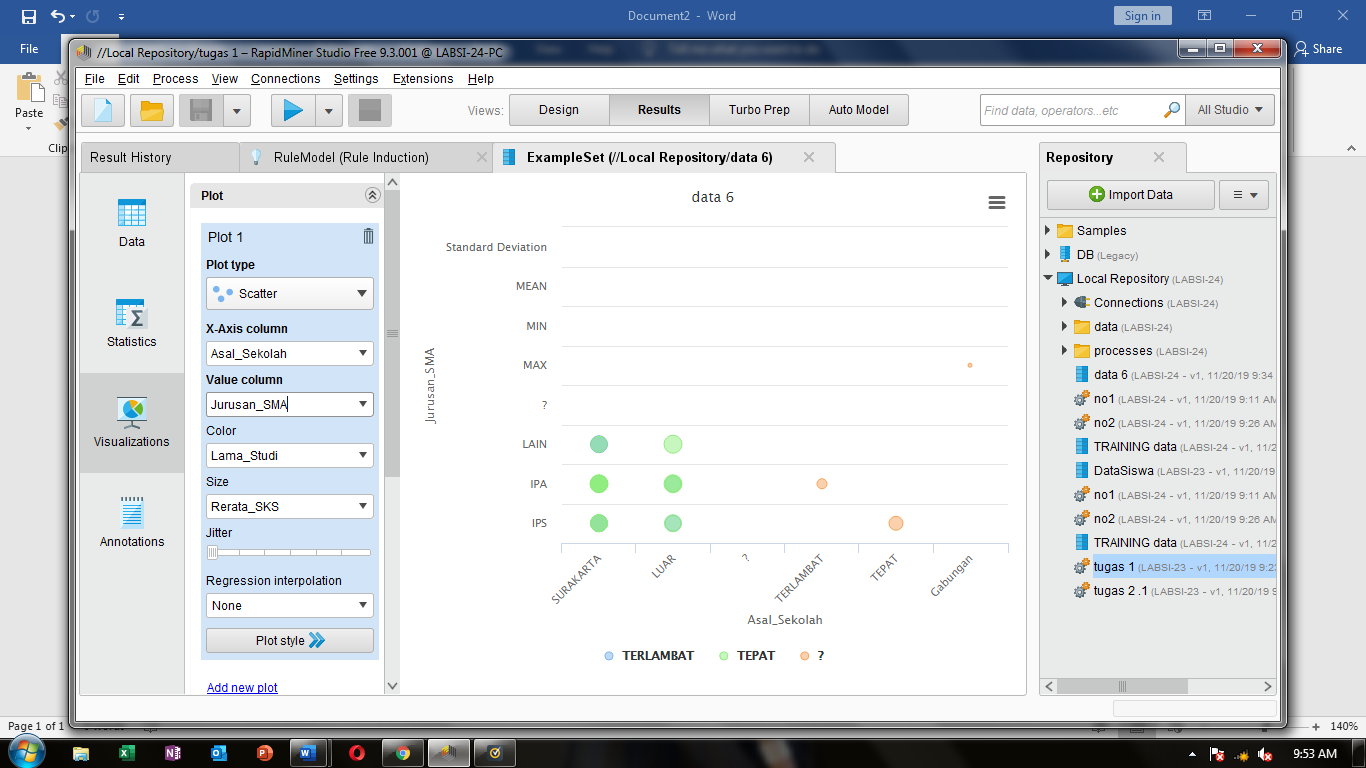 Document2 - Word
Sign in
File
Share
Paste
//Local Repository/tugas 1 – RapidMiner Studio Free 9.3.001 @ LABSI-24-PC
File Edit Process View Connections Settings Extensions Help
Views: Design Results Turbo Prep Auto Model
Find data, operators...etc
All Studio
Result History
RuleModel (Rule Induction)
ExampleSet (//Local Repository/data 6)
Repository
Data
Statistics
Visualizations
Annotations
Plot
Plot 1
Plot type
Scatter
X-Axis column
Asal_Sekolah
Value column
Jurusan_SMA
Color
Lama_Studi
Size
Rerata_SKS
Jitter
Regression interpolation
None
Plot style
Add new plot
data 6
Jurusan_SMA
Standard Deviation
MEAN
MIN
MAX
?
LAIN
IPA
IPS
SURAKARTA
LUAR
?
TERLAMBAT
TEPAT
Gabungan
Asal_Sekolah
TERLAMBAT TEPAT ?
Import Data
Samples
DB (Legacy)
Local Repository (LABSI-24)
Connections (LABSI-24)
data (LABSI-24)
processes (LABSI-24)
data 6 (LABSI-24 - v1, 11/20/19 9:34
no1 (LABSI-24 - v1, 11/20/19 9:11 AM
no2 (LABSI-24 - v1, 11/20/19 9:26 AM
TRAINING data (LABSI-24 - v1,
DataSiswa (LABSI-23 - v1, 11/20/19
no1 (LABSI-24 - v1, 11/20/19 9:11 AM
no2 (LABSI-24 - v1, 11/20/19 9:26 AM
TRAINING data (LABSI-24 - v1,
tugas 1 (LABSI-23 - v1, 11/20/19 9:2
tugas 2 .1 (LABSI-23 - v1, 11/20/19 9
Page 1 of 1
140%
9:53 AM